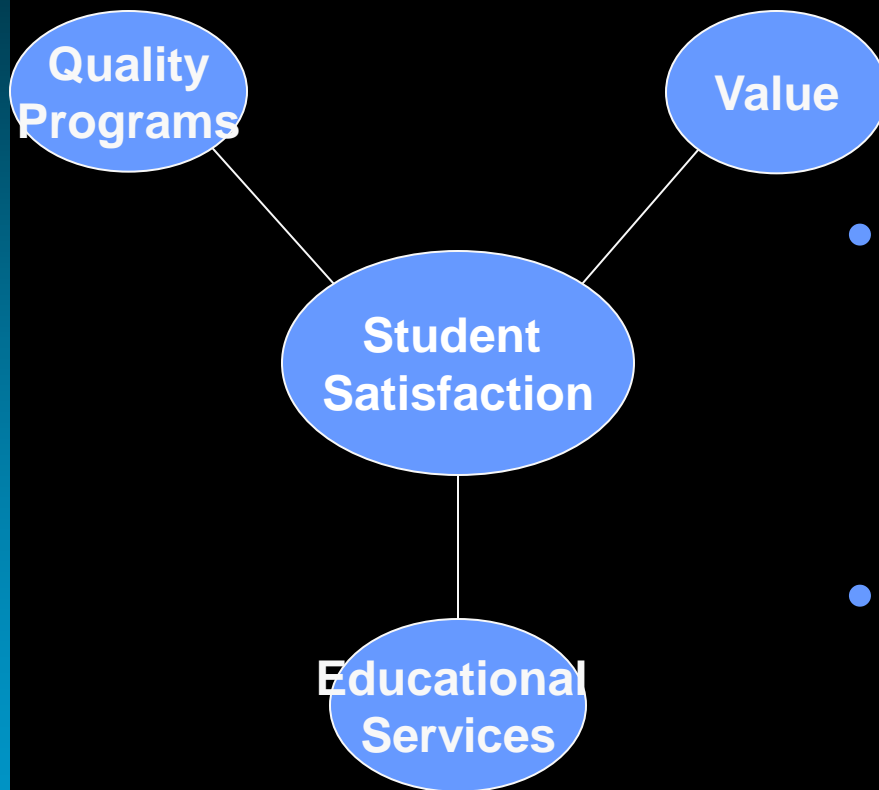 Quality
Programs
Value
Student
Satisfaction
Educational
Services